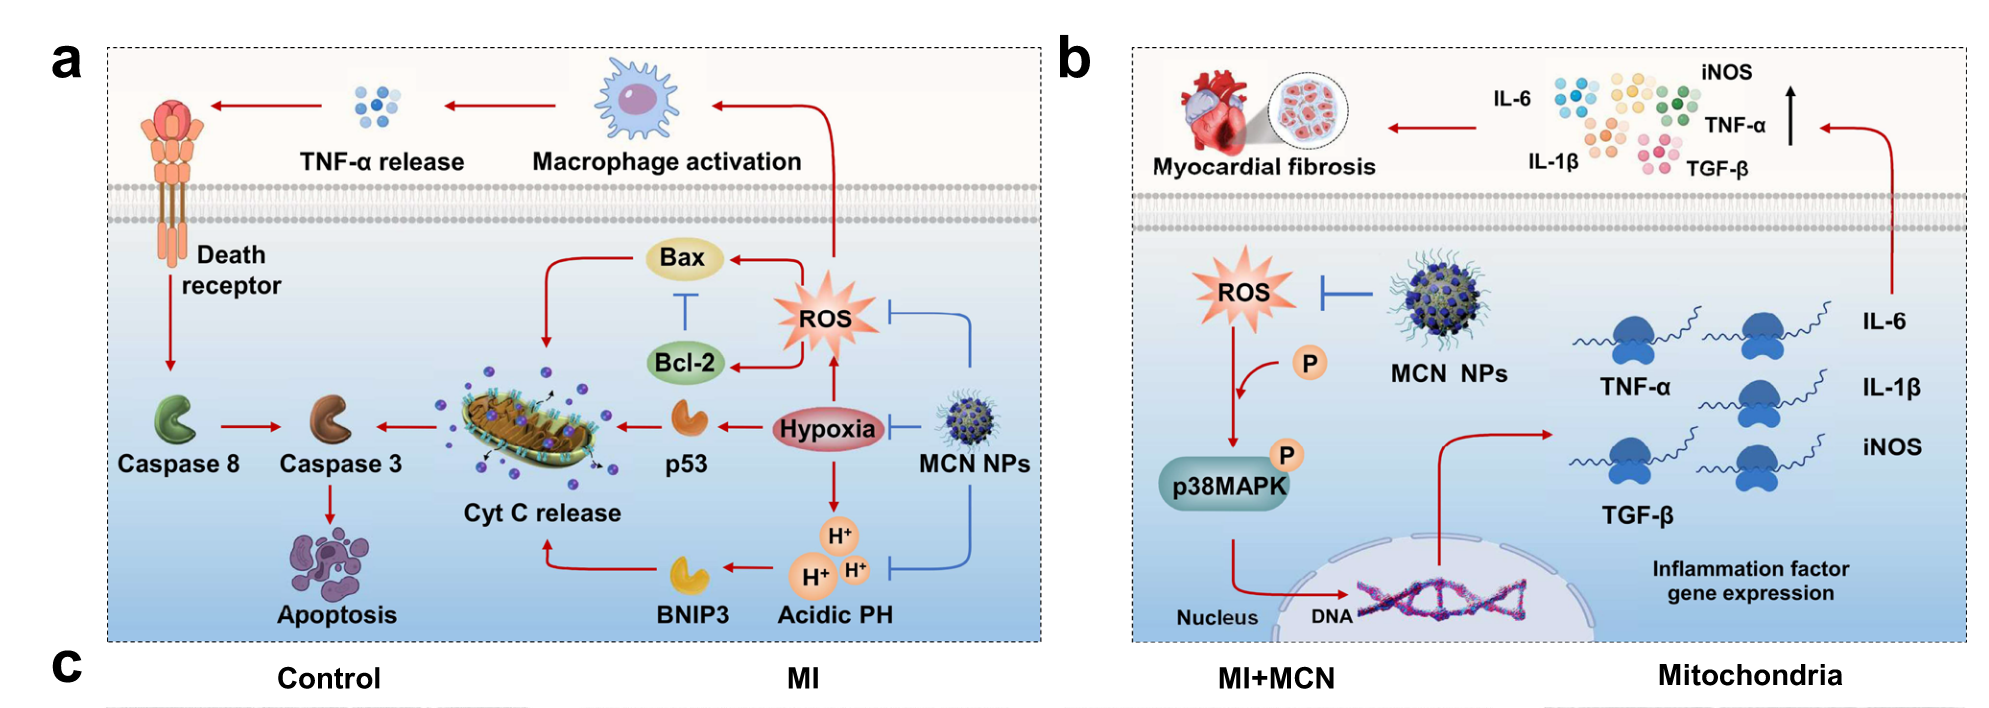 a
TNF-α release
Macrophage activation
Death
receptor
Bax
ROS
Bcl-2
Hypoxia
Caspase 8
Caspase 3
p53
MCN NPs
Cyt C release
H+
H+
H+
Apoptosis
BNIP3
Acidic PH
b
iNOS
IL-6
TNF-α
IL-1β
TGF-β
Myocardial fibrosis
ROS
MCN NPs
P
P
p38MAPK
TNF-α
IL-6
IL-1β
iNOS
TGF-β
Inflammation factor
gene expression
Nucleus
DNA
c
Control
MI
MI+MCN
Mitochondria